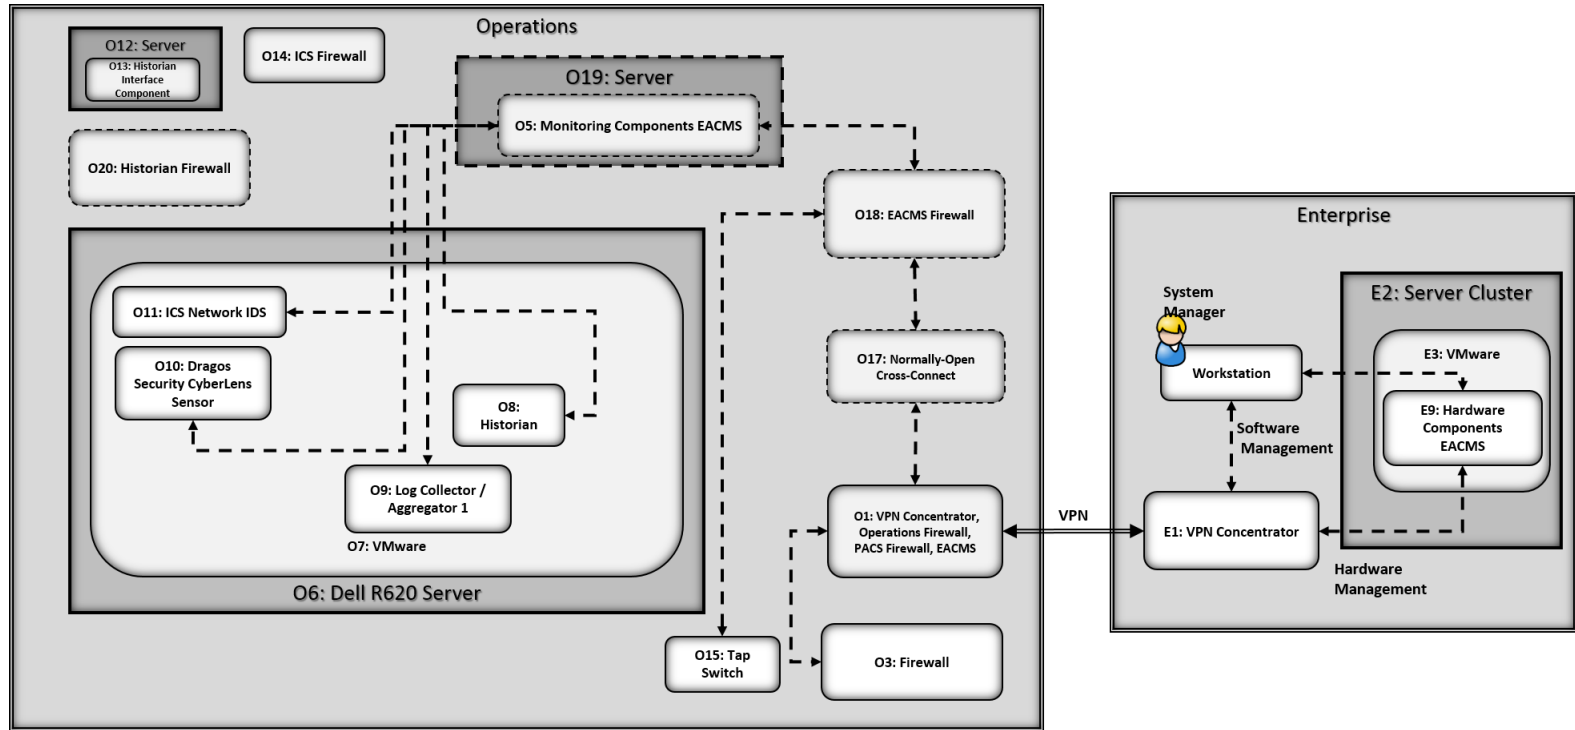 Operations
O12: Server
O13: Historian
Interface
Component
O14: ICS Firewall
O19: Server
O5: Monitoring Components EACMS
O20: Historian Firewall
O18: EACMS Firewall
O11: ICS Network IDS
O10: Dragos
Security CyberLens
Sensor
O8:
Historian
O9: Log Collector /
Aggregator 1
O7: VMware
O6: Dell R620 Server
O17: Normally-Open
Cross-Connect
O1: VPN Concentrator,
Operations Firewall,
PACS Firewall, EACMS
O15: Tap
Switch
O3: Firewall
VPN
Enterprise
System
Manager
Workstation
E2: Server Cluster
E3: VMware
E9: Hardware
Components
EACMS
Software
Management
E1: VPN Concentrator
Hardware
Management